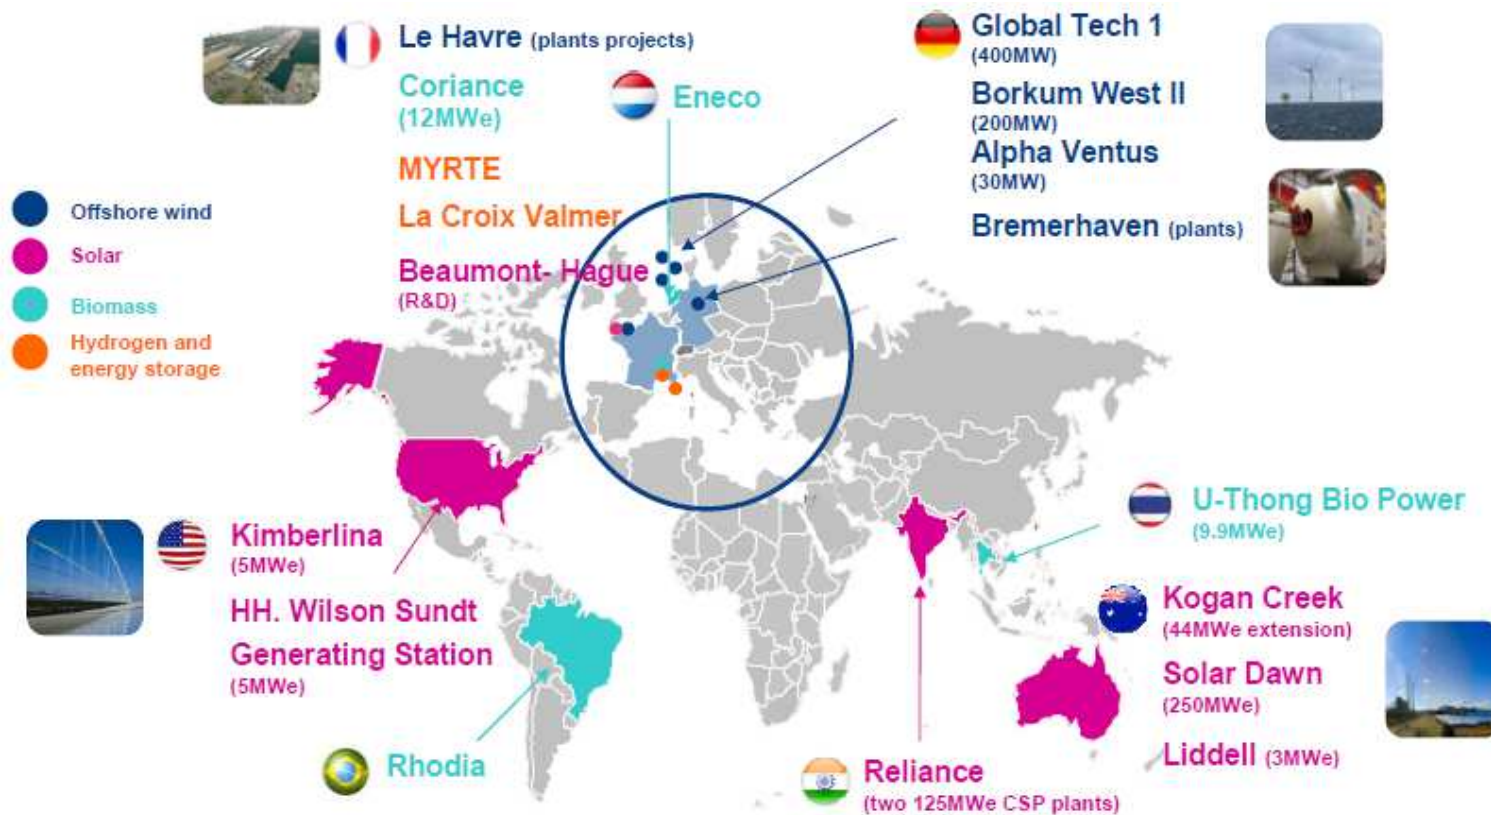 Le Havre (plants projects)
Coriance
(12MWe)
MYRTE
La Croix Valmer
Beaumont- Hague
(R&D)
Eneco
Global Tech 1
(400MW)
Borkum West II
(200MW)
Alpha Ventus
(30MW)
Bremerhaven (plants)
Offshore wind
Solar
Biomass
Hydrogen and
energy storage
Kimberlina
(5MWe)
HH. Wilson Sundt
Generating Station
(5MWe)
Rhodia
U-Thong Bio Power
(9.9MWe)
Kogan Creek
(44MWe extension)
Solar Dawn
(250MWe)
Liddell (3MWe)
Reliance
(two 125MWe CSP plants)